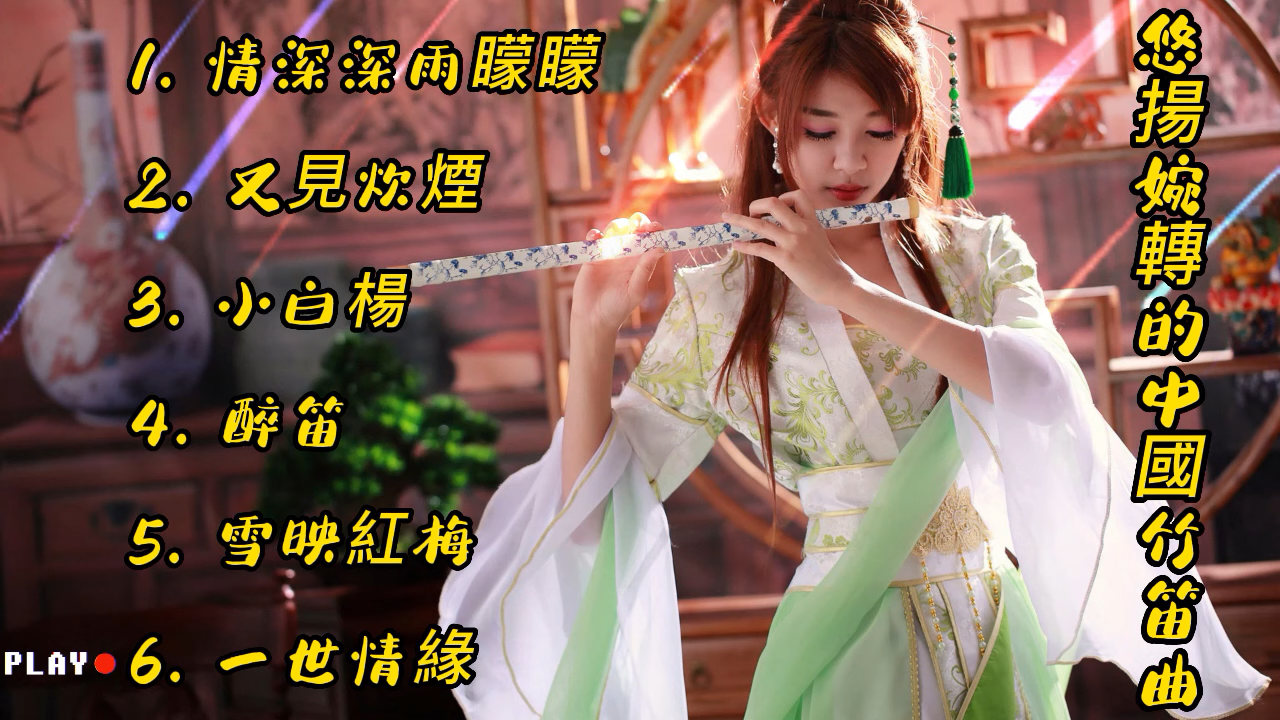 1. 情深深雨矇矇
2. 又見炊煙
3. 小白楊
4. 醉笛
5. 雪映紅梅
PLAY
6. 一世情緣
悠揚婉轉的中國竹笛曲